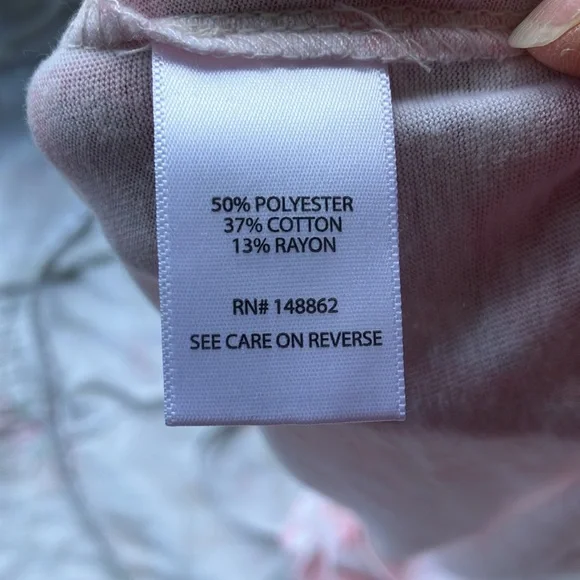 50% POLYESTER
37% COTTON
13% RAYON
RN# 148862
SEE CARE ON REVERSE